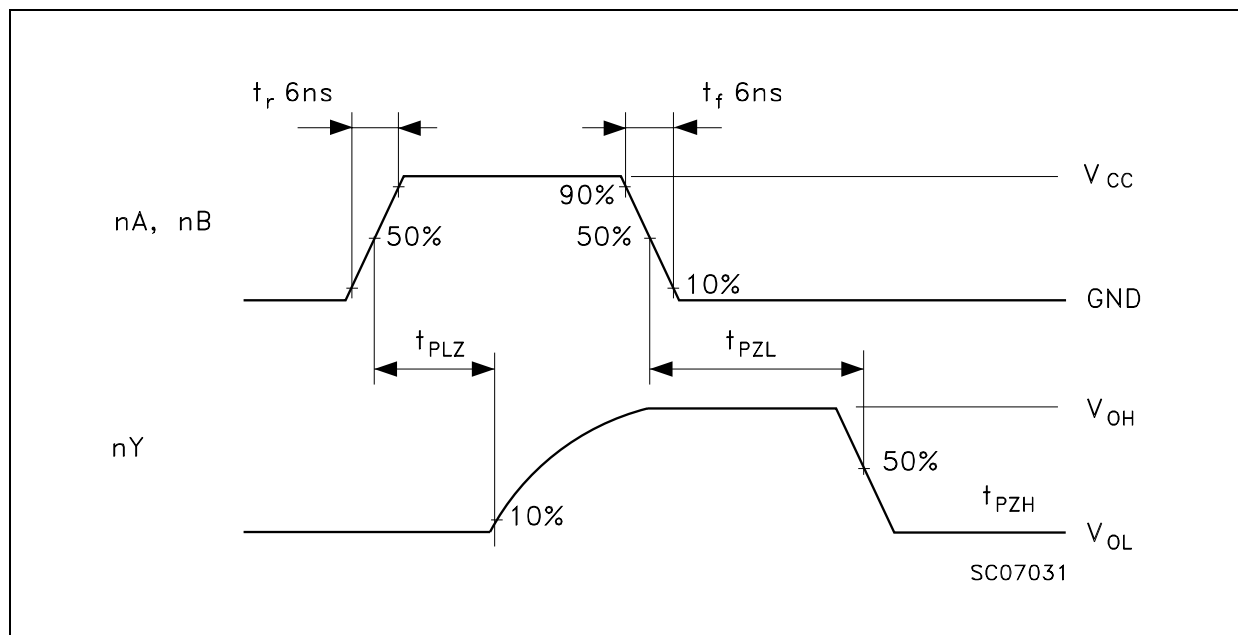 t_r 6ns
t_f 6ns
V_CC
90%
nA, nB
50%
50%
10%
GND
t_PLZ
t_PZL
V_OH
nY
50%
t_PZH
10%
V_OL
SC07031